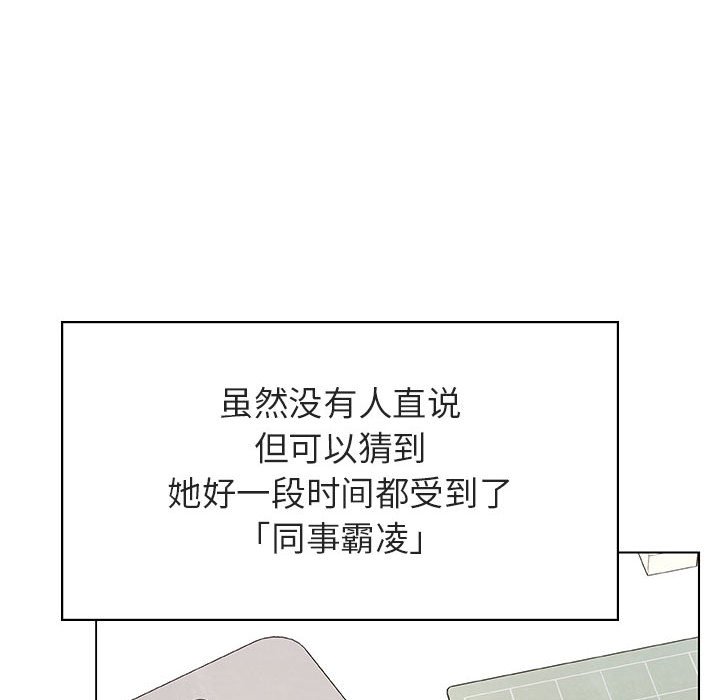 虽然没有人直说
但可以猜到
她好一段时间都受到了
「同事霸凌」